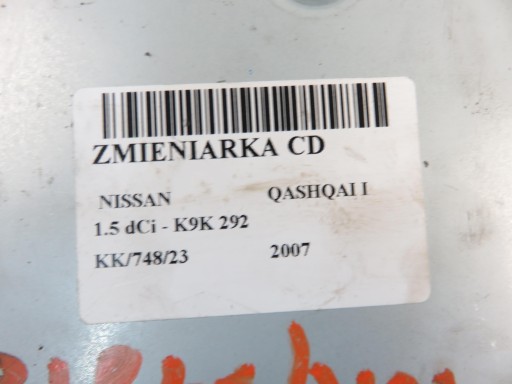 ZMIENIARKA CD
NISSAN QASHQAI I
1.5 dCi - K9K 292
KK/748/23 2007